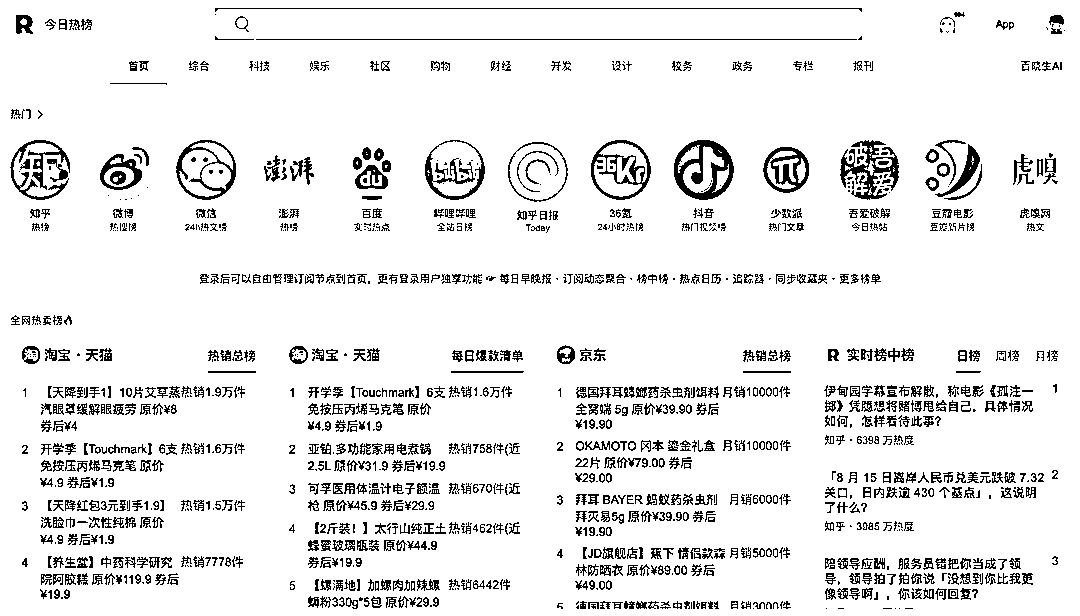 R 今日热榜
App
首页 综合 科技 娱乐 社区 购物 财经 开发 设计 校务 政务 专栏 报刊 百晓生AI
热门
知 澎湃 du bilibili 36Kr π 吾爱破解 虎嗅
知乎 微博 微信 澎湃 百度 哔哩哔哩 知乎日报 36氪 抖音 少数派 吾爱破解 豆瓣电影 虎嗅网
热榜 热搜榜 24h热文榜 热榜 实时热点 全站日榜 Today 24小时热榜 热门视频榜 热门文章 今日热帖 豆瓣新片榜 热文
登录后可以自由管理订阅节点到首页，更有登录用户独享功能 ☞ 每日早晚报・订阅动态聚合・榜中榜・热点日历・追踪器・同步收藏夹・更多榜单
全网热卖榜
淘 淘宝・天猫 热销总榜
1 【天降到手1】10片艾草蒸 热销1.9万件
汽眼罩缓解眼疲劳 原价¥8
券后¥4
2 开学季【Touchmark】6支 热销1.6万件
免按压丙烯马克笔 原价
¥4.9 券后¥1.9
3 【天降红包3元到手1.9】 热销1.5万件
洗脸巾一次性纯棉 原价
¥4.9 券后¥1.9
4 【养生堂】中药科学研究 热销7778件
院阿胶糕 原价¥119.9 券后
¥19.9
淘 淘宝・天猫 每日爆款清单
1 开学季【Touchmark】6支 热销1.6万件
免按压丙烯马克笔 原价
¥4.9 券后¥1.9
2 亚铂.多功能家用电煮锅 热销758件(近
2.5L 原价¥31.9 券后¥19.9
3 可孚医用体温计电子额温 热销670件(近
枪 原价¥45.9 券后¥29.9
4 【2斤装！】太行山纯正土 热销462件(近
蜂蜜玻璃瓶装 原价¥44.9
券后¥19.9
5 【螺满地】加螺肉加辣螺 热销6442件
蛳粉330g*5包 原价¥29.9
京东 热销总榜
1 德国拜耳蟑螂药杀虫剂饵料 月销10000件
全窝端 5g 原价¥39.90 券后
¥19.90
2 OKAMOTO 冈本 鎏金礼盒 月销10000件
22片 原价¥79.00 券后
¥29.00
3 拜耳 BAYER 蚂蚁药杀虫剂 月销6000件
拜灭易5g 原价¥39.90 券后
¥19.90
4 【JD旗舰店】蕉下 情侣款森 月销5000件
林防晒衣 原价¥89.00 券后
¥49.00
5 德国拜耳蟑螂药杀虫剂饵料 月销3000件
R 实时榜中榜 日榜 周榜 月榜
伊甸园字幕宣布解散，称电影《孤注一 1
掷》凭臆想将赌博甩给自己，具体情况
如何，怎样看待此事？
知乎・6398 万热度
「8 月 15 日离岸人民币兑美元跌破 7.32 2
关口，日内跌逾 430 个基点」，这说明
了什么？
知乎・3985 万热度
陪领导应酬，服务员错把你当成了领 3
导，领导拍了拍你说「没想到你比我更
像领导啊」，你该如何回复？